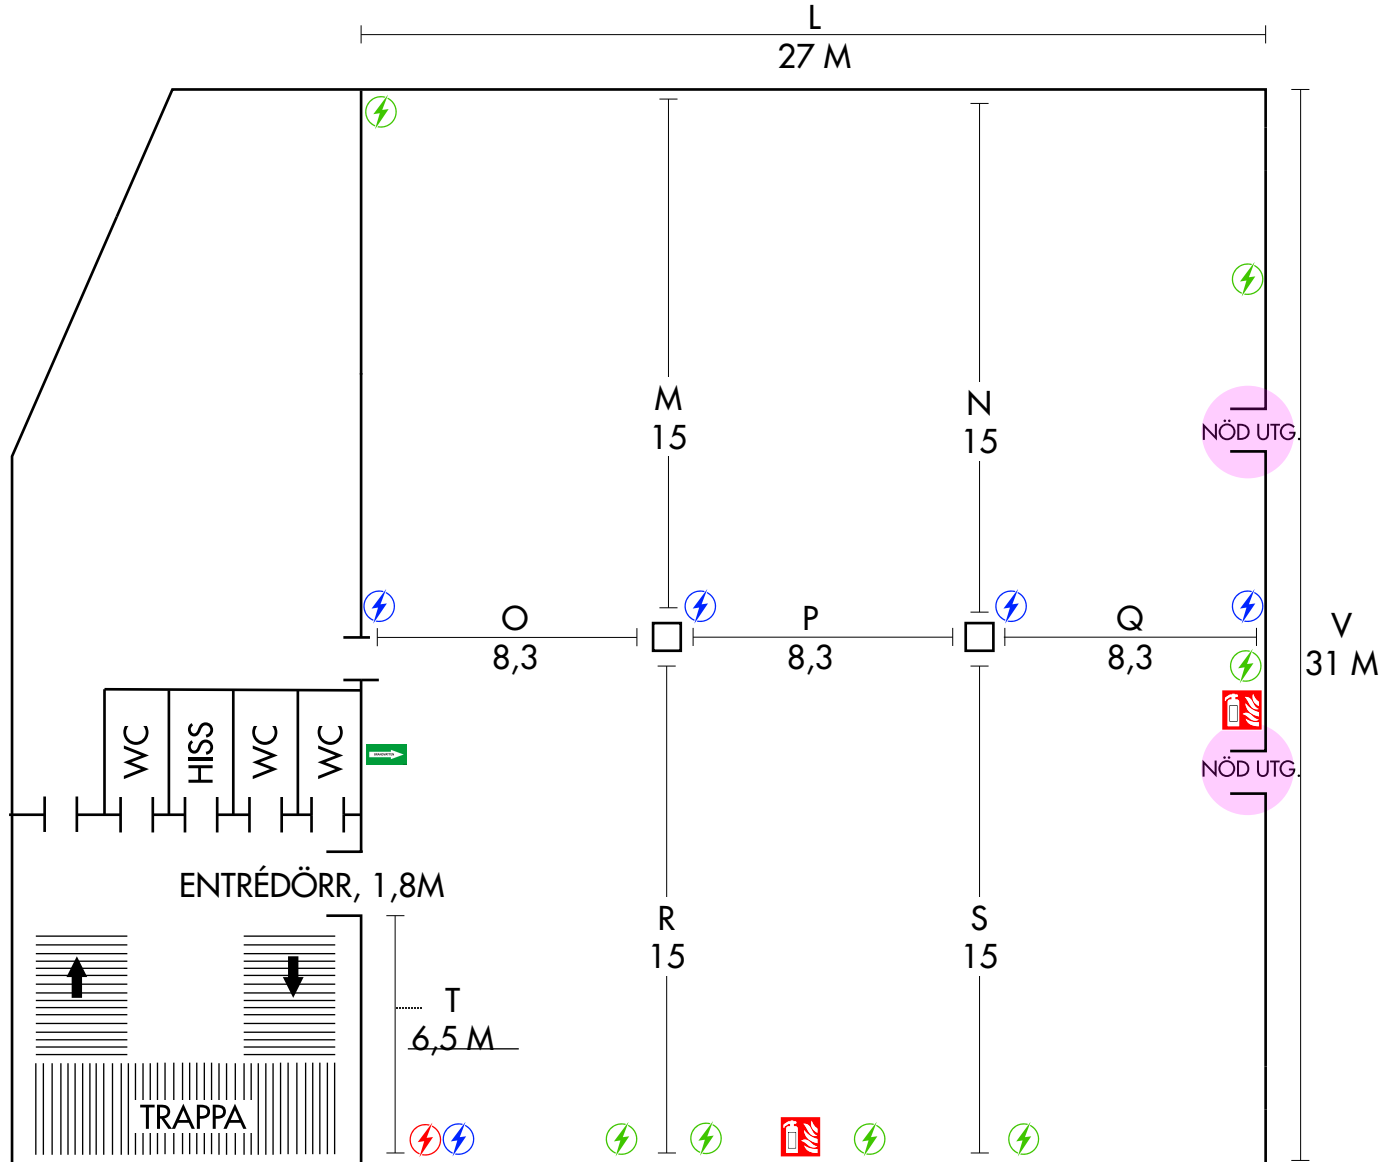 L
27 M
M
15
N
15
NÖD UTG.
O
8,3
P
8,3
Q
8,3
V
31 M
WC
HISS
WC
WC
NÖD UTG.
ENTRÉDÖRR, 1,8M
R
15
S
15
T
6,5 M
TRAPPA